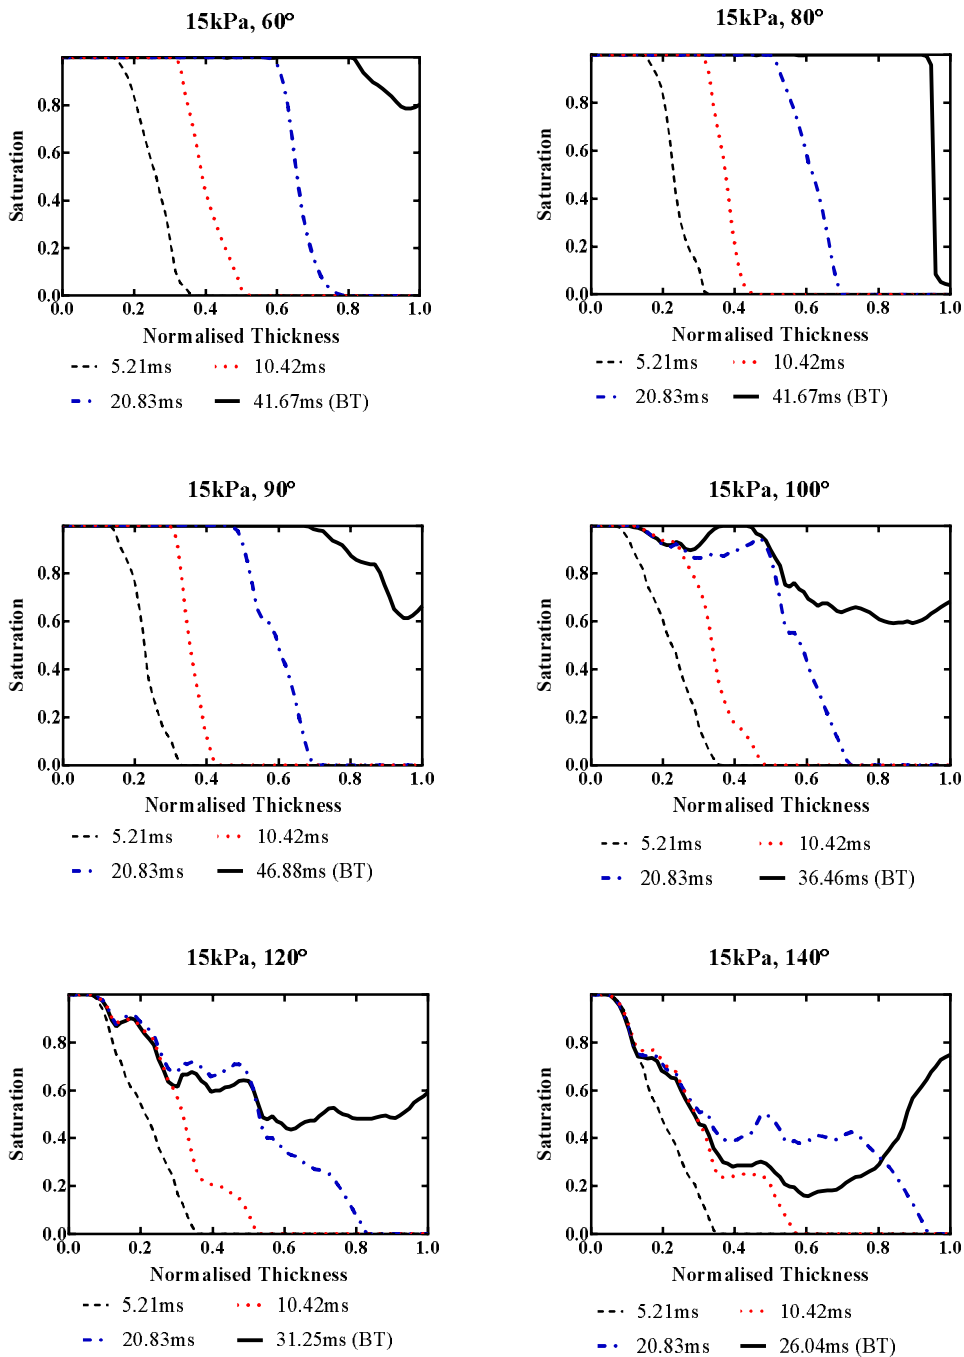 15kPa, 60°
Saturation
0.8
0.6
0.4
0.2
0.0
0.0 0.2 0.4 0.6 0.8 1.0
Normalised Thickness
5.21ms 10.42ms
20.83ms 41.67ms (BT)
15kPa, 80°
Saturation
0.8
0.6
0.4
0.2
0.0
0.0 0.2 0.4 0.6 0.8 1.0
Normalised Thickness
5.21ms 10.42ms
20.83ms 41.67ms (BT)
15kPa, 90°
Saturation
0.8
0.6
0.4
0.2
0.0
0.0 0.2 0.4 0.6 0.8 1.0
Normalised Thickness
5.21ms 10.42ms
20.83ms 46.88ms (BT)
15kPa, 100°
Saturation
0.8
0.6
0.4
0.2
0.0
0.0 0.2 0.4 0.6 0.8 1.0
Normalised Thickness
5.21ms 10.42ms
20.83ms 36.46ms (BT)
15kPa, 120°
Saturation
0.8
0.6
0.4
0.2
0.0
0.0 0.2 0.4 0.6 0.8 1.0
Normalised Thickness
5.21ms 10.42ms
20.83ms 31.25ms (BT)
15kPa, 140°
Saturation
0.8
0.6
0.4
0.2
0.0
0.0 0.2 0.4 0.6 0.8 1.0
Normalised Thickness
5.21ms 10.42ms
20.83ms 26.04ms (BT)